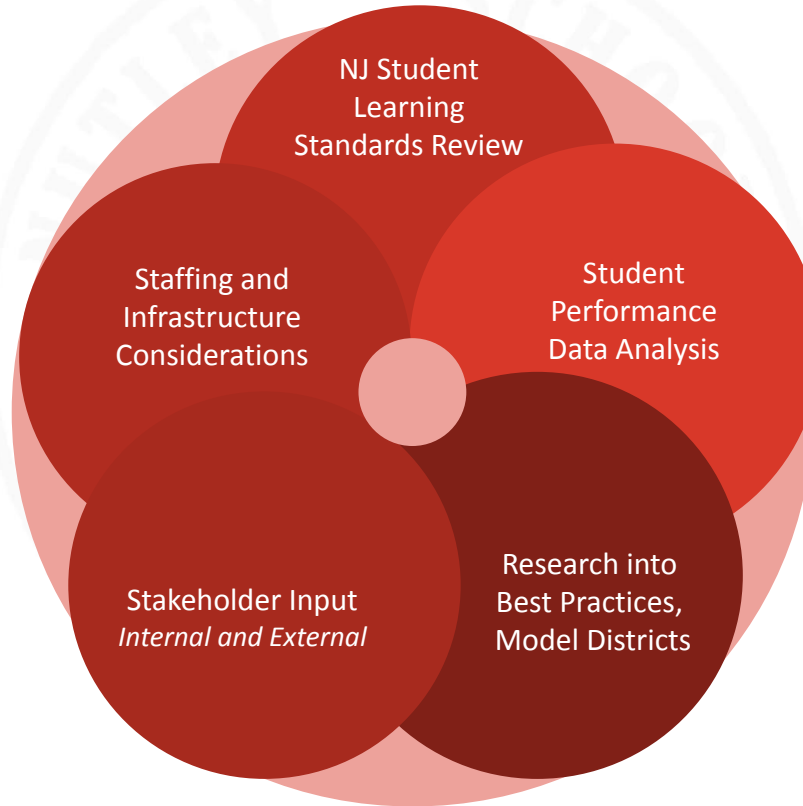 NJ Student
Learning
Standards Review
Student
Performance
Data Analysis
Research into
Best Practices,
Model Districts
Stakeholder Input
Internal and External
Staffing and
Infrastructure
Considerations